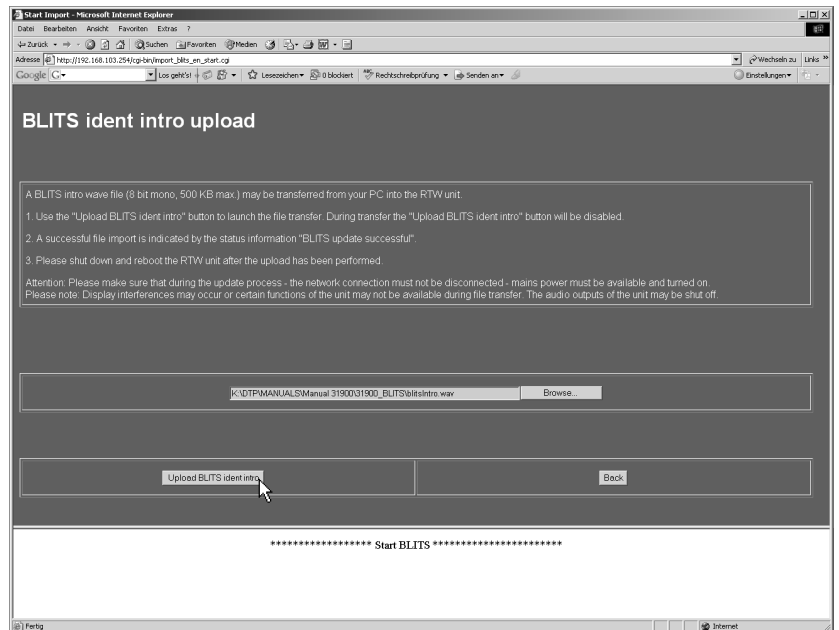 Start Import - Microsoft Internet Explorer
Datei Bearbeiten Ansicht Favoriten Extras ?
Zurück Suchen Favoriten Medien
Adresse http://192.168.103.254/cgi-bin/import_blits_en_start.cgi Wechseln zu Links »
Google G Los geht's! Lesezeichen 0 blockiert Rechtschreibprüfung Senden an Einstellungen
BLITS ident intro upload
A BLITS intro wave file (8 bit mono, 500 KB max.) may be transferred from your PC into the RTW unit.
1. Use the "Upload BLITS ident intro" button to launch the file transfer. During transfer the "Upload BLITS ident intro" button will be disabled.
2. A successful file import is indicated by the status information "BLITS update successful".
3. Please shut down and reboot the RTW unit after the upload has been performed.
Attention: Please make sure that during the update process - the network connection must not be disconnected - mains power must be available and turned on.
Please note: Display interferences may occur or certain functions of the unit may not be available during file transfer. The audio outputs of the unit may be shut off.
K:\DTP\MANUALS\Manual 31900\31900_BLITS\blitsIntro.wav Browse...
Upload BLITS ident intro Back
****************** Start BLITS ***********************
Fertig Internet